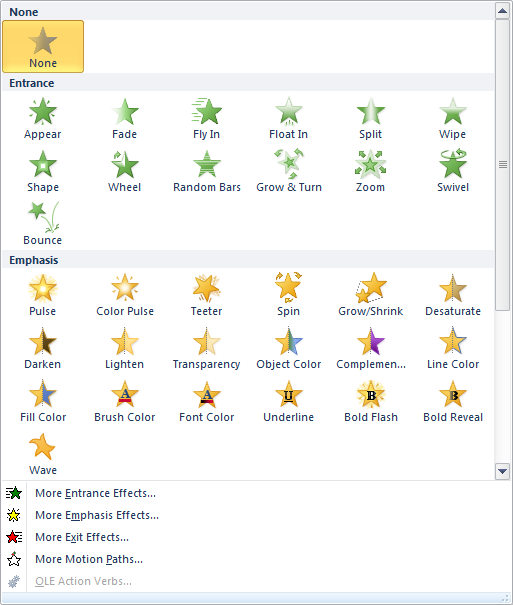 None
None
Entrance
Appear Fade Fly In Float In Split Wipe
Shape Wheel Random Bars Grow & Turn Zoom Swivel
Bounce
Emphasis
Pulse Color Pulse Teeter Spin Grow/Shrink Desaturate
Darken Lighten Transparency Object Color Complemen... Line Color
A A U B B
Fill Color Brush Color Font Color Underline Bold Flash Bold Reveal
Wave
More Entrance Effects...
More Emphasis Effects...
More Exit Effects...
More Motion Paths...
OLE Action Verbs...